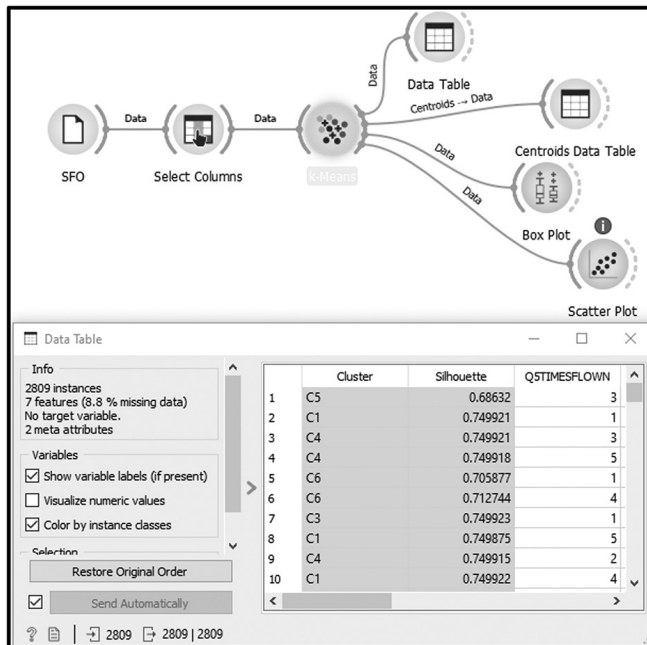 Data
Data Table
Data
Data
Centroids → Data
Data
Data
SFO
Select Columns
k-Means
Centroids Data Table
Box Plot
i
Scatter Plot
Data Table
Info
2809 instances
7 features (8.8 % missing data)
No target variable.
2 meta attributes
Variables
Show variable labels (if present)
Visualize numeric values
Color by instance classes
Selection
Restore Original Order
Send Automatically
? 2809 2809 | 2809
Cluster Silhouette Q5TIMESFLOWN
1 C5 0.68632 3
2 C1 0.749921 1
3 C4 0.749921 3
4 C4 0.749918 5
5 C6 0.705877 1
6 C6 0.712744 4
7 C3 0.749923 1
8 C1 0.749875 5
9 C4 0.749915 2
10 C1 0.749922 4